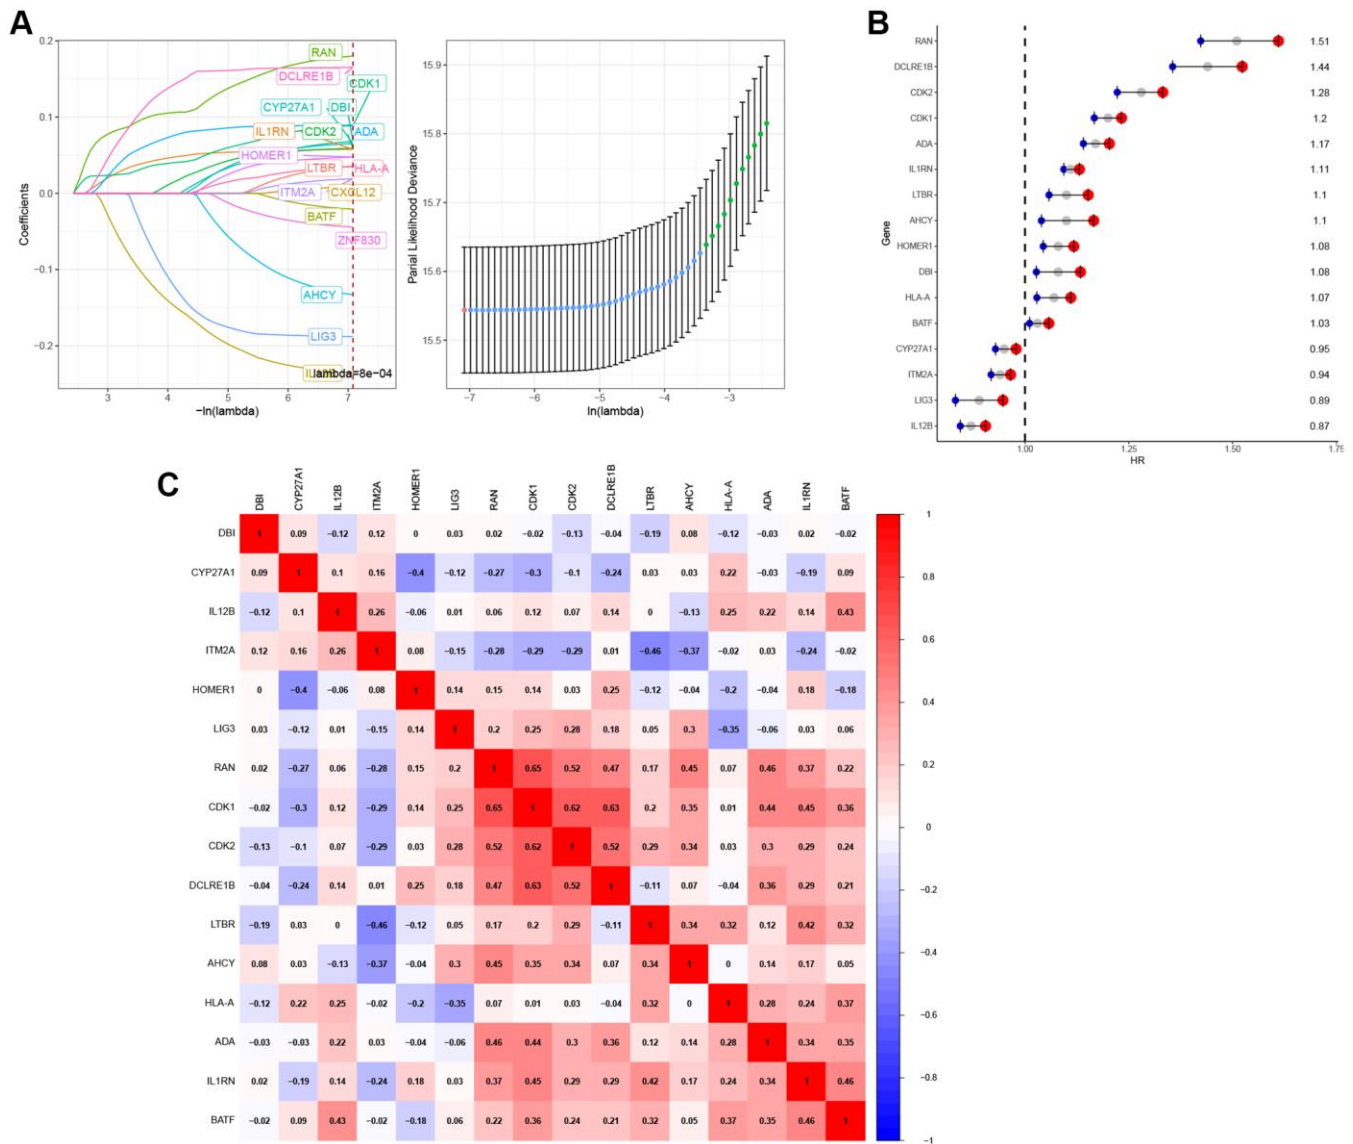 A
0.2
0.1
0.0
−0.1
−0.2
Coefficients
RAN
DCLRE1B
CDK1
CYP27A1
DBI
IL1RN
CDK2
ADA
HOMER1
LTBR
HLA-A
ITM2A
CXCL12
BATF
ZNF830
AHCY
LIG3
lambda=8e−04
3 4 5 6 7
−ln(lambda)
15.9
15.8
15.7
15.6
15.5
Parial Likelihood Deviance
−7 −6 −5 −4 −3
ln(lambda)
B
Gene
RAN 1.51
DCLRE1B 1.44
CDK2 1.28
CDK1 1.2
ADA 1.17
IL1RN 1.11
LTBR 1.1
AHCY 1.1
HOMER1 1.08
DBI 1.08
HLA-A 1.07
BATF 1.03
CYP27A1 0.95
ITM2A 0.94
LIG3 0.89
IL12B 0.87
1.00 1.25 1.50 1.75
HR
C
DBI CYP27A1 IL12B ITM2A HOMER1 LIG3 RAN CDK1 CDK2 DCLRE1B LTBR AHCY HLA-A ADA IL1RN BATF
DBI 1 0.09 −0.12 0.12 0 0.03 0.02 −0.02 −0.13 −0.04 −0.19 0.08 −0.12 −0.03 0.02 −0.02
CYP27A1 0.09 1 0.1 0.16 −0.4 −0.12 −0.27 −0.3 −0.1 −0.24 0.03 0.03 0.22 −0.03 −0.19 0.09
IL12B −0.12 0.1 1 0.26 −0.06 0.01 0.06 0.12 0.07 0.14 0 −0.13 0.25 0.22 0.14 0.43
ITM2A 0.12 0.16 0.26 1 0.08 −0.15 −0.28 −0.29 −0.29 0.01 −0.46 −0.37 −0.02 0.03 −0.24 −0.02
HOMER1 0 −0.4 −0.06 0.08 1 0.14 0.15 0.14 0.03 0.25 −0.12 −0.04 −0.2 −0.04 0.18 −0.18
LIG3 0.03 −0.12 0.01 −0.15 0.14 1 0.2 0.25 0.28 0.18 0.05 0.3 −0.35 −0.06 0.03 0.06
RAN 0.02 −0.27 0.06 −0.28 0.15 0.2 1 0.65 0.52 0.47 0.17 0.45 0.07 0.46 0.37 0.22
CDK1 −0.02 −0.3 0.12 −0.29 0.14 0.25 0.65 1 0.62 0.63 0.2 0.35 0.01 0.44 0.45 0.36
CDK2 −0.13 −0.1 0.07 −0.29 0.03 0.28 0.52 0.62 1 0.52 0.29 0.34 0.03 0.3 0.29 0.24
DCLRE1B −0.04 −0.24 0.14 0.01 0.25 0.18 0.47 0.63 0.52 1 −0.11 0.07 −0.04 0.36 0.29 0.21
LTBR −0.19 0.03 0 −0.46 −0.12 0.05 0.17 0.2 0.29 −0.11 1 0.34 0.32 0.12 0.42 0.32
AHCY 0.08 0.03 −0.13 −0.37 −0.04 0.3 0.45 0.35 0.34 0.07 0.34 1 0 0.14 0.17 0.05
HLA-A −0.12 0.22 0.25 −0.02 −0.2 −0.35 0.07 0.01 0.03 −0.04 0.32 0 1 0.28 0.24 0.37
ADA −0.03 −0.03 0.22 0.03 −0.04 −0.06 0.46 0.44 0.3 0.36 0.12 0.14 0.28 1 0.34 0.35
IL1RN 0.02 −0.19 0.14 −0.24 0.18 0.03 0.37 0.45 0.29 0.29 0.42 0.17 0.24 0.34 1 0.46
BATF −0.02 0.09 0.43 −0.02 −0.18 0.06 0.22 0.36 0.24 0.21 0.32 0.05 0.37 0.35 0.46 1
1
0.8
0.6
0.4
0.2
0
−0.2
−0.4
−0.6
−0.8
−1